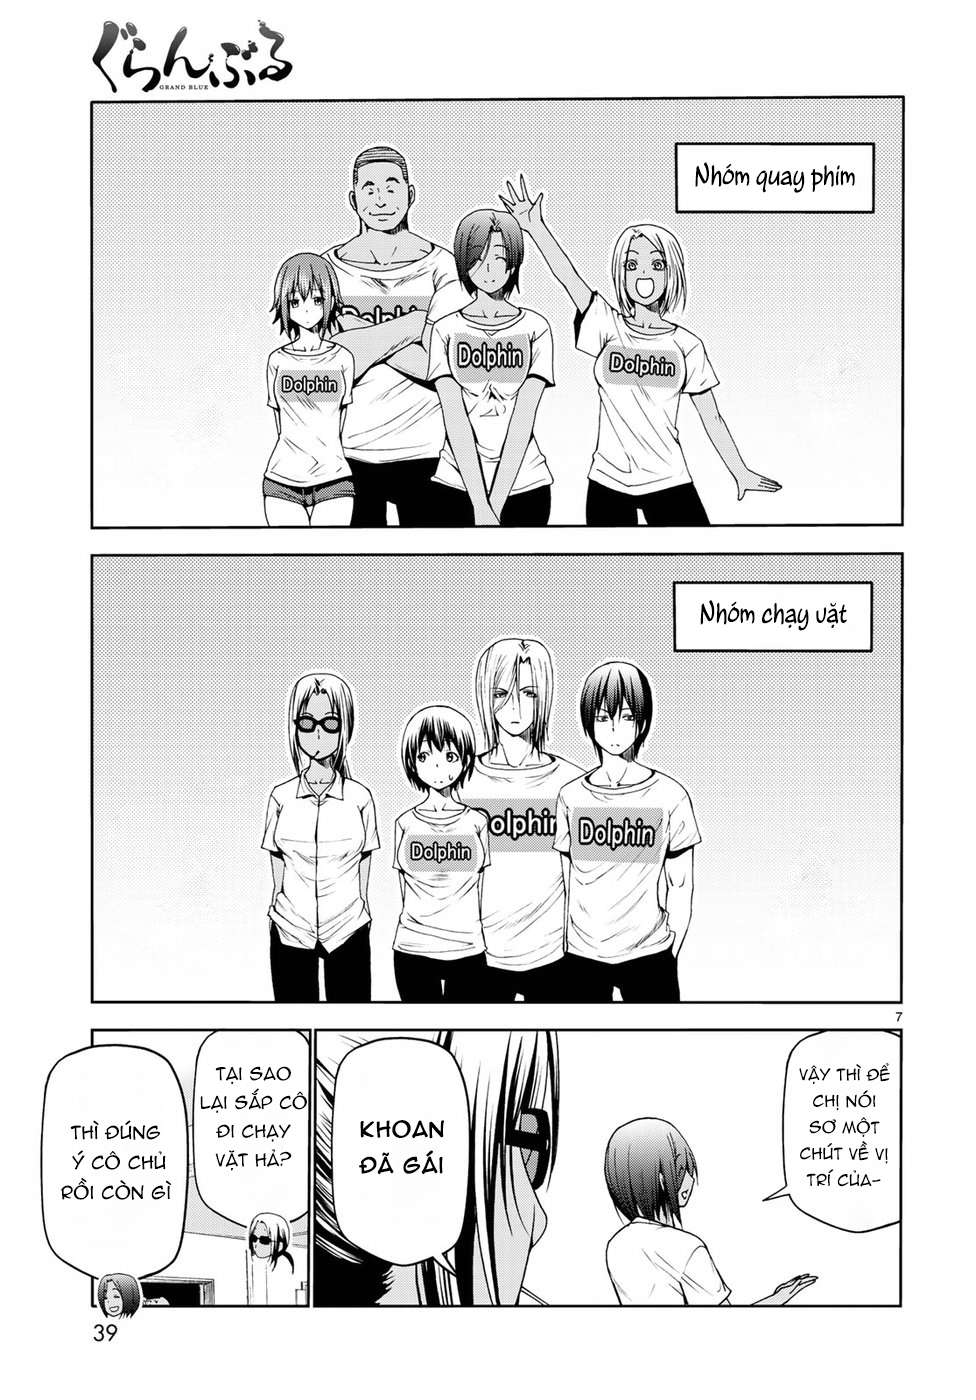 ぐらんぶる
GRAND BLUE
Nhóm quay phim
Dolphin
Dolphin
Dolphin
Dolphin
Nhóm chạy vặt
Dolphin
Dolphin
Dolphin
7
VẬY THÌ ĐỂ
CHỊ NÓI
SƠ MỘT
CHÚT VỀ VỊ
TRÍ CỦA-
KHOAN
ĐÃ GÁI
TẠI SAO
LẠI SẮP CÔ
ĐI CHẠY
VẶT HẢ?
THÌ ĐÚNG
Ý CÔ CHỦ
RỒI CÒN GÌ
39